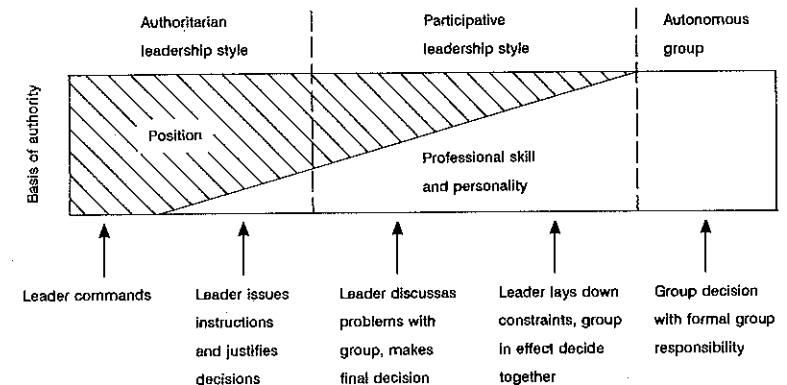 Authoritarian
leadership style
Participative
leadership style
Autonomous
group
Basis of authority
Position
Professional skill
and personality
Leader commands
Leader issues
instructions
and justifies
decisions
Leader discussas
problems with
group, makes
final decision
Leader lays down
constraints, group
in effect decide
together
Group decision
with formal group
responsibility